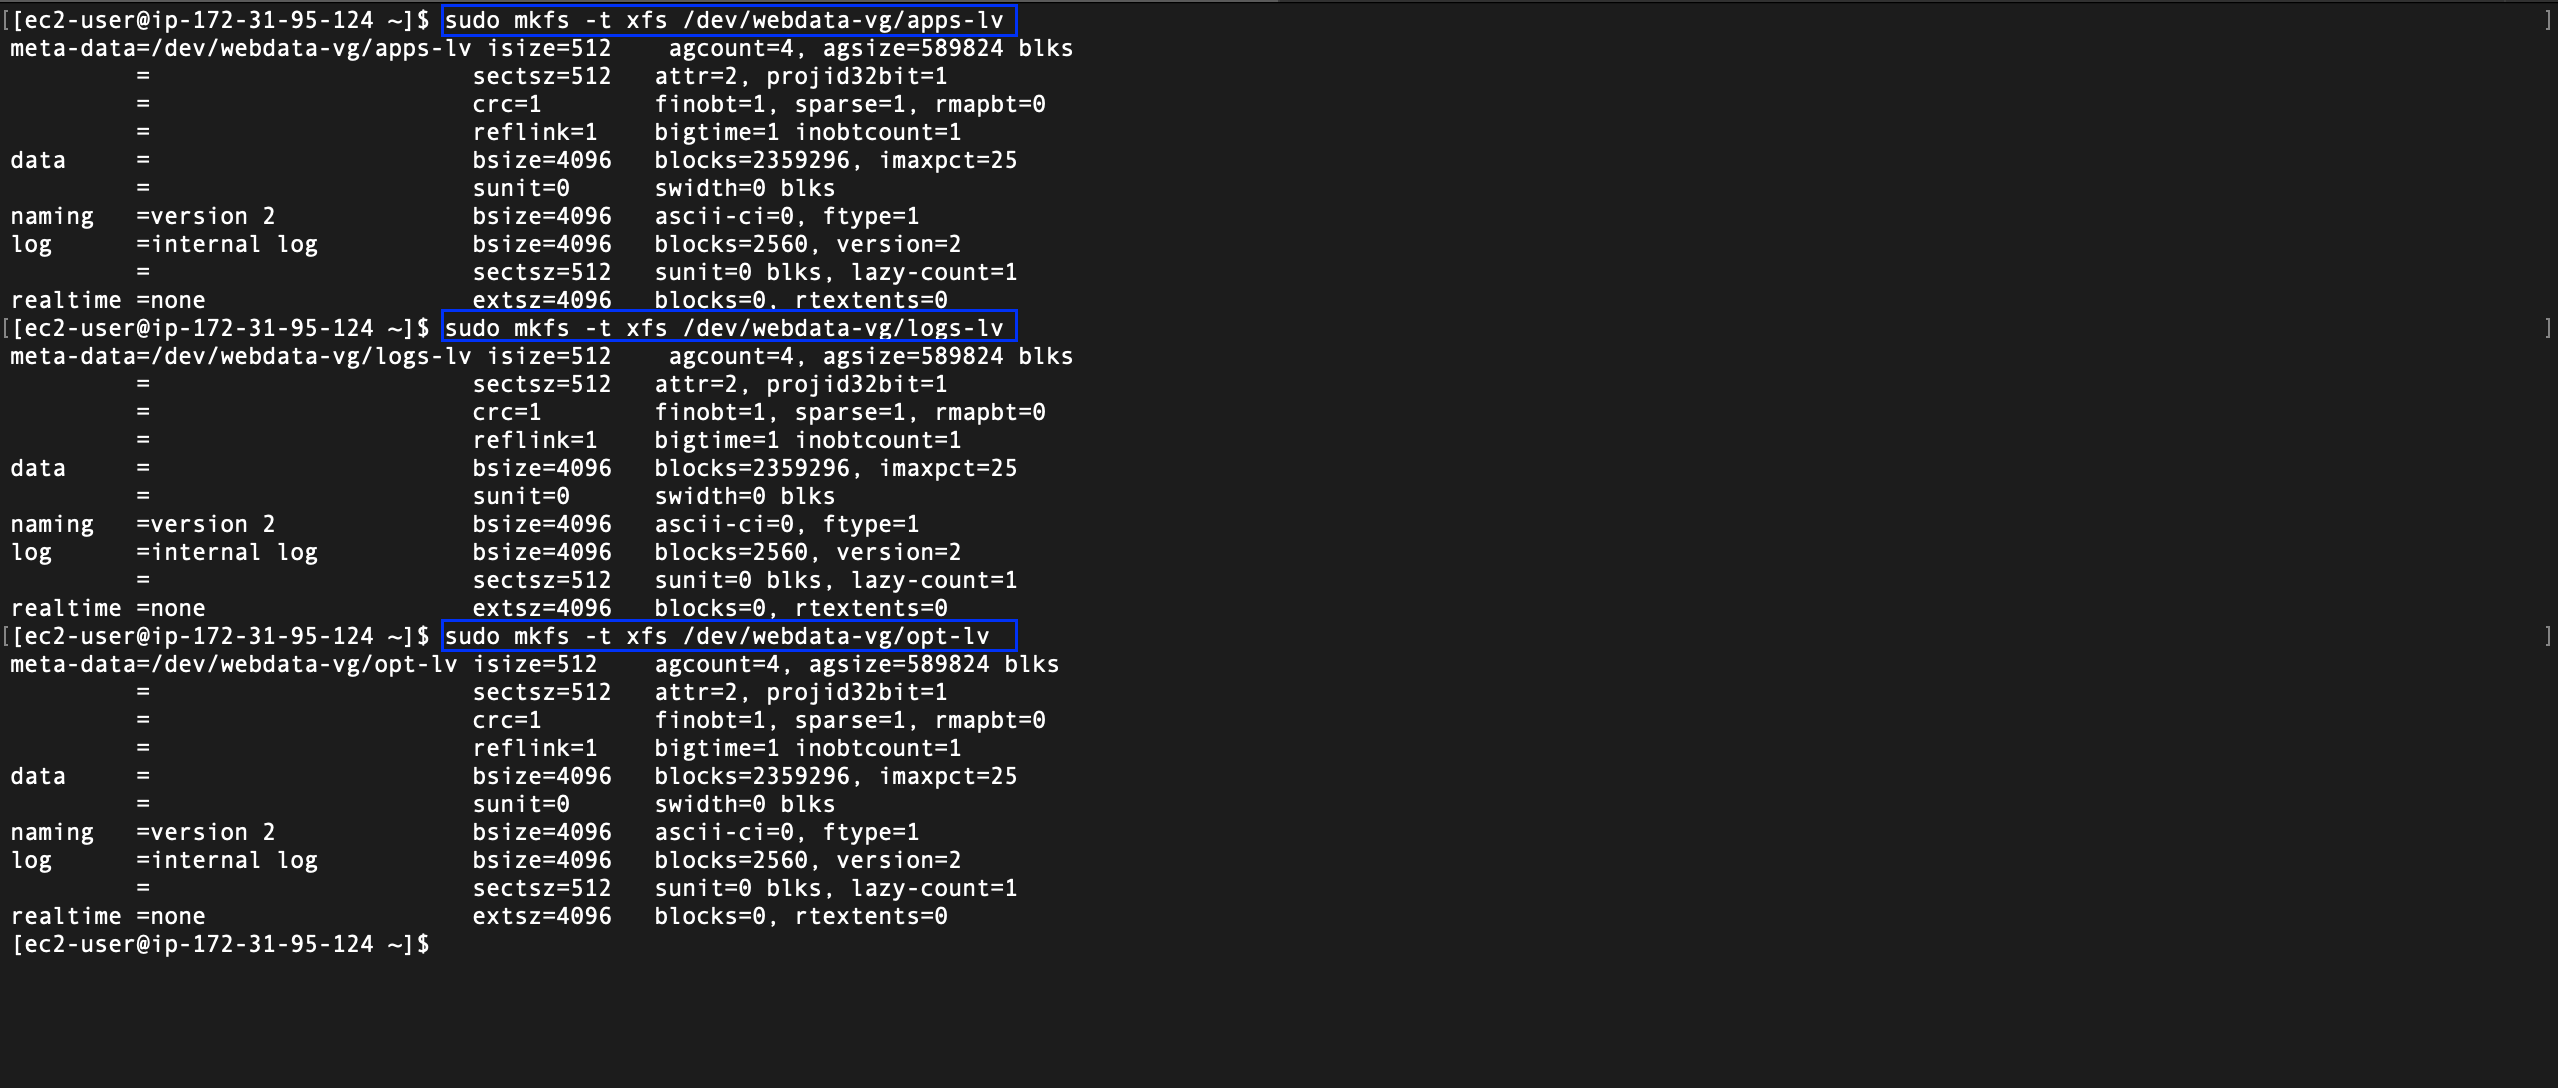 [[ec2-user@ip-172-31-95-124 ~]$ sudo mkfs -t xfs /dev/webdata-vg/apps-lv ]
meta-data=/dev/webdata-vg/apps-lv isize=512    agcount=4, agsize=589824 blks
         =                       sectsz=512   attr=2, projid32bit=1
         =                       crc=1        finobt=1, sparse=1, rmapbt=0
         =                       reflink=1    bigtime=1 inobtcount=1
data     =                       bsize=4096   blocks=2359296, imaxpct=25
         =                       sunit=0      swidth=0 blks
naming   =version 2              bsize=4096   ascii-ci=0, ftype=1
log      =internal log           bsize=4096   blocks=2560, version=2
         =                       sectsz=512   sunit=0 blks, lazy-count=1
realtime =none                   extsz=4096   blocks=0, rtextents=0
[[ec2-user@ip-172-31-95-124 ~]$ sudo mkfs -t xfs /dev/webdata-vg/logs-lv ]
meta-data=/dev/webdata-vg/logs-lv isize=512    agcount=4, agsize=589824 blks
         =                       sectsz=512   attr=2, projid32bit=1
         =                       crc=1        finobt=1, sparse=1, rmapbt=0
         =                       reflink=1    bigtime=1 inobtcount=1
data     =                       bsize=4096   blocks=2359296, imaxpct=25
         =                       sunit=0      swidth=0 blks
naming   =version 2              bsize=4096   ascii-ci=0, ftype=1
log      =internal log           bsize=4096   blocks=2560, version=2
         =                       sectsz=512   sunit=0 blks, lazy-count=1
realtime =none                   extsz=4096   blocks=0, rtextents=0
[[ec2-user@ip-172-31-95-124 ~]$ sudo mkfs -t xfs /dev/webdata-vg/opt-lv ]
meta-data=/dev/webdata-vg/opt-lv isize=512    agcount=4, agsize=589824 blks
         =                       sectsz=512   attr=2, projid32bit=1
         =                       crc=1        finobt=1, sparse=1, rmapbt=0
         =                       reflink=1    bigtime=1 inobtcount=1
data     =                       bsize=4096   blocks=2359296, imaxpct=25
         =                       sunit=0      swidth=0 blks
naming   =version 2              bsize=4096   ascii-ci=0, ftype=1
log      =internal log           bsize=4096   blocks=2560, version=2
         =                       sectsz=512   sunit=0 blks, lazy-count=1
realtime =none                   extsz=4096   blocks=0, rtextents=0
[ec2-user@ip-172-31-95-124 ~]$